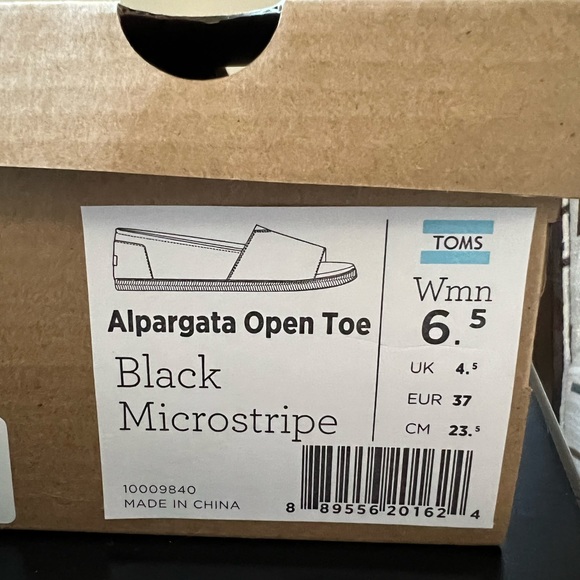 TOMS
Wmn
6.5
UK 4.5
EUR 37
CM 23.5
Alpargata Open Toe
Black
Microstripe
10009840
MADE IN CHINA
8 89556 20162 4